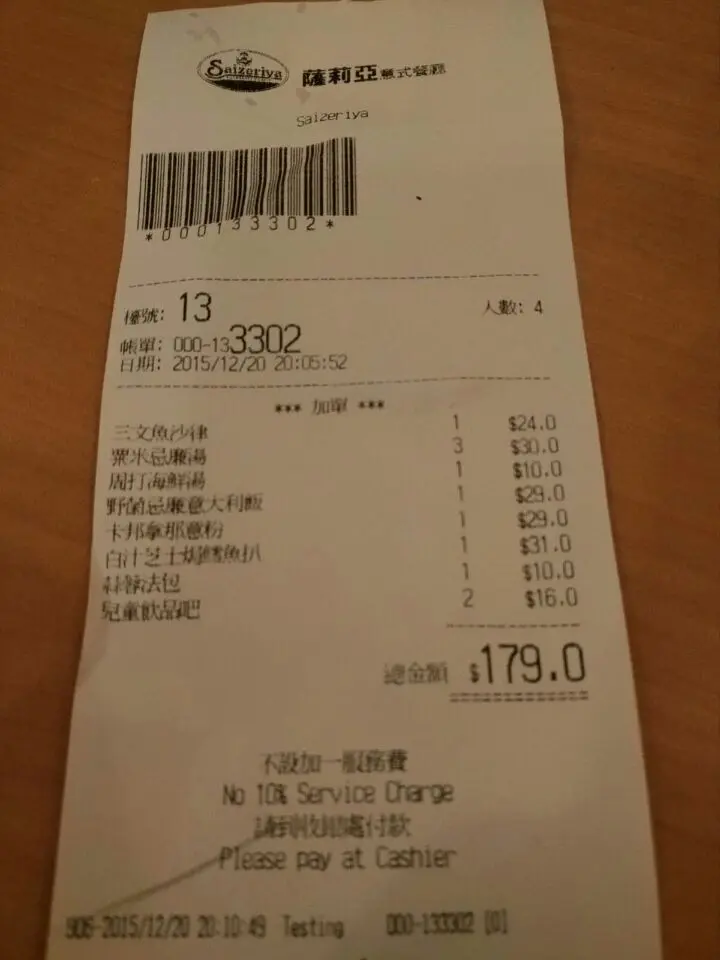 Saizeriya 薩莉亞意式餐廳
Saizeriya
*000133302*
檯號: 13 人數: 4
帳單: 000-133302
日期: 2015/12/20 20:05:52
*** 加單 ***
三文魚沙律 1 $24.0
粟米忌廉湯 3 $30.0
周打海鮮湯 1 $10.0
野菌忌廉意大利飯 1 $29.0
卡邦拿那意粉 1 $29.0
白汁芝士焗鱈魚扒 1 $31.0
蒜蓉法包 1 $10.0
兒童飲品吧 2 $16.0
總金額 $179.0
不設加一服務費
No 10% Service Charge
請到收銀處付款
Please pay at Cashier
906-2015/12/20 20:10:49 Testing 000-133302 [0]